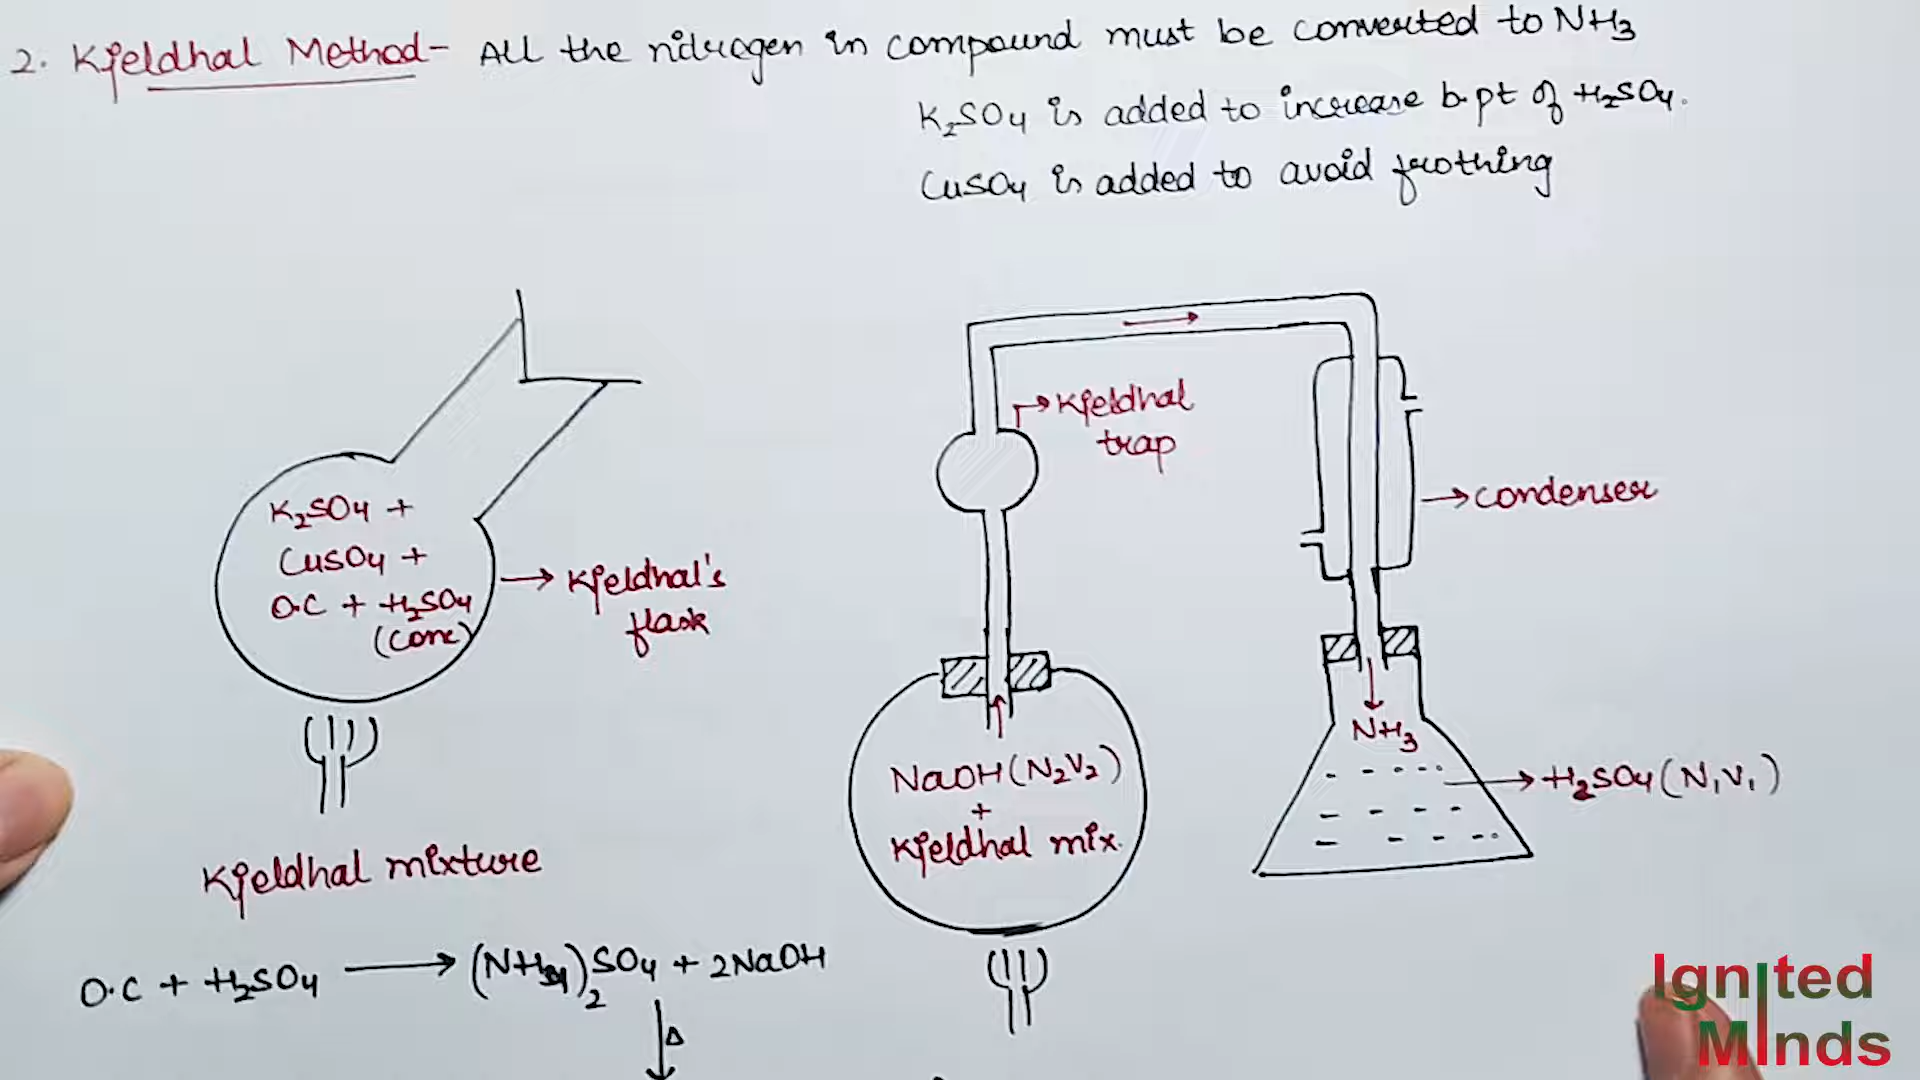 2. Kjeldhal Method - All the nitrogen in compound must be converted to NH3
K2SO4 is added to increase b.pt of H2SO4.
CuSO4 is added to avoid frothing
K2SO4 +
CuSO4 +
O.C + H2SO4
(conc)
→ Kjeldhal's
flask
Kjeldhal mixture
→ Kjeldhal
trap
→ condenser
NaOH (N2V2)
+
Kjeldhal mix.
NH3
→ H2SO4 (N1V1)
O.C + H2SO4 → (NH4)2SO4 + 2NaOH
↓ Δ
Ignited
Minds